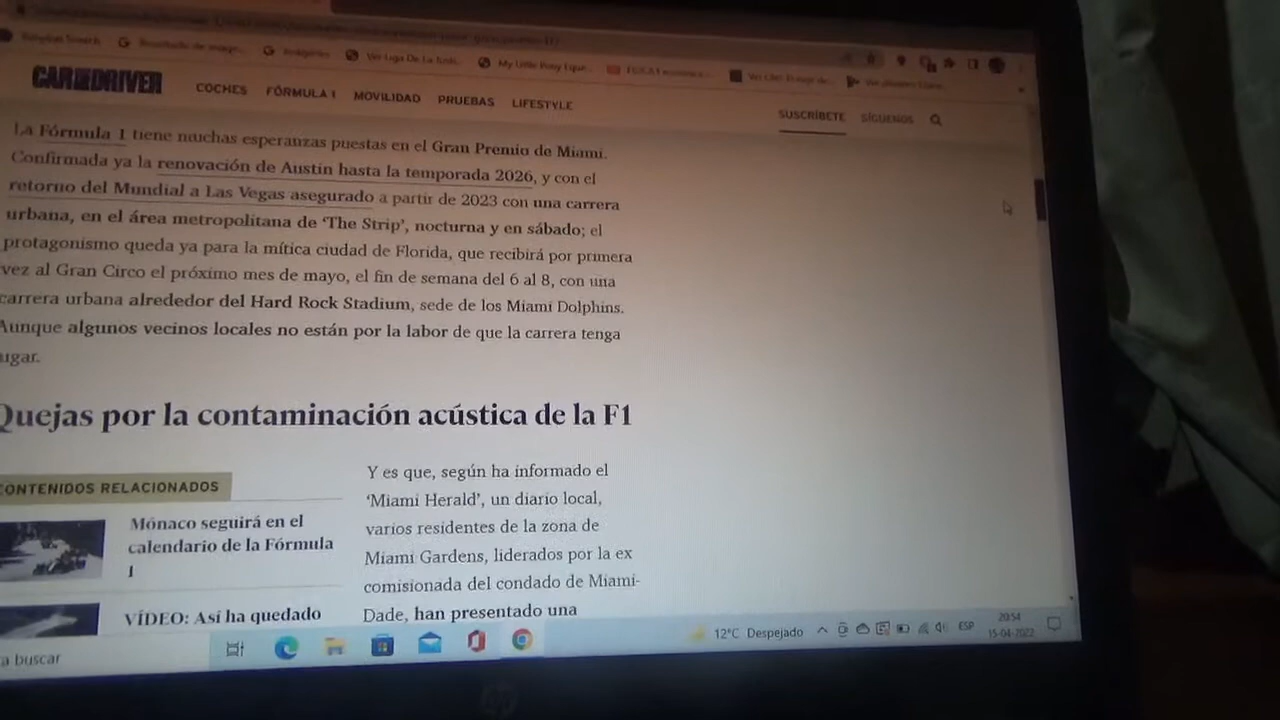 CAR AND DRIVER
COCHES FÓRMULA 1 MOVILIDAD PRUEBAS LIFESTYLE
SUSCRÍBETE SÍGUENOS
La Fórmula 1 tiene muchas esperanzas puestas en el Gran Premio de Miami.
Confirmada ya la renovación de Austin hasta la temporada 2026, y con el
retorno del Mundial a Las Vegas asegurado a partir de 2023 con una carrera
urbana, en el área metropolitana de ‘The Strip’, nocturna y en sábado; el
protagonismo queda ya para la mítica ciudad de Florida, que recibirá por primera
vez al Gran Circo el próximo mes de mayo, el fin de semana del 6 al 8, con una
carrera urbana alrededor del Hard Rock Stadium, sede de los Miami Dolphins.
Aunque algunos vecinos locales no están por la labor de que la carrera tenga
ugar.
Quejas por la contaminación acústica de la F1
CONTENIDOS RELACIONADOS
Mónaco seguirá en el
calendario de la Fórmula
1
VÍDEO: Así ha quedado
Y es que, según ha informado el
‘Miami Herald’, un diario local,
varios residentes de la zona de
Miami Gardens, liderados por la ex
comisionada del condado de Miami-
Dade, han presentado una
a buscar
12°C Despejado
ESP
20:54
15-04-2022